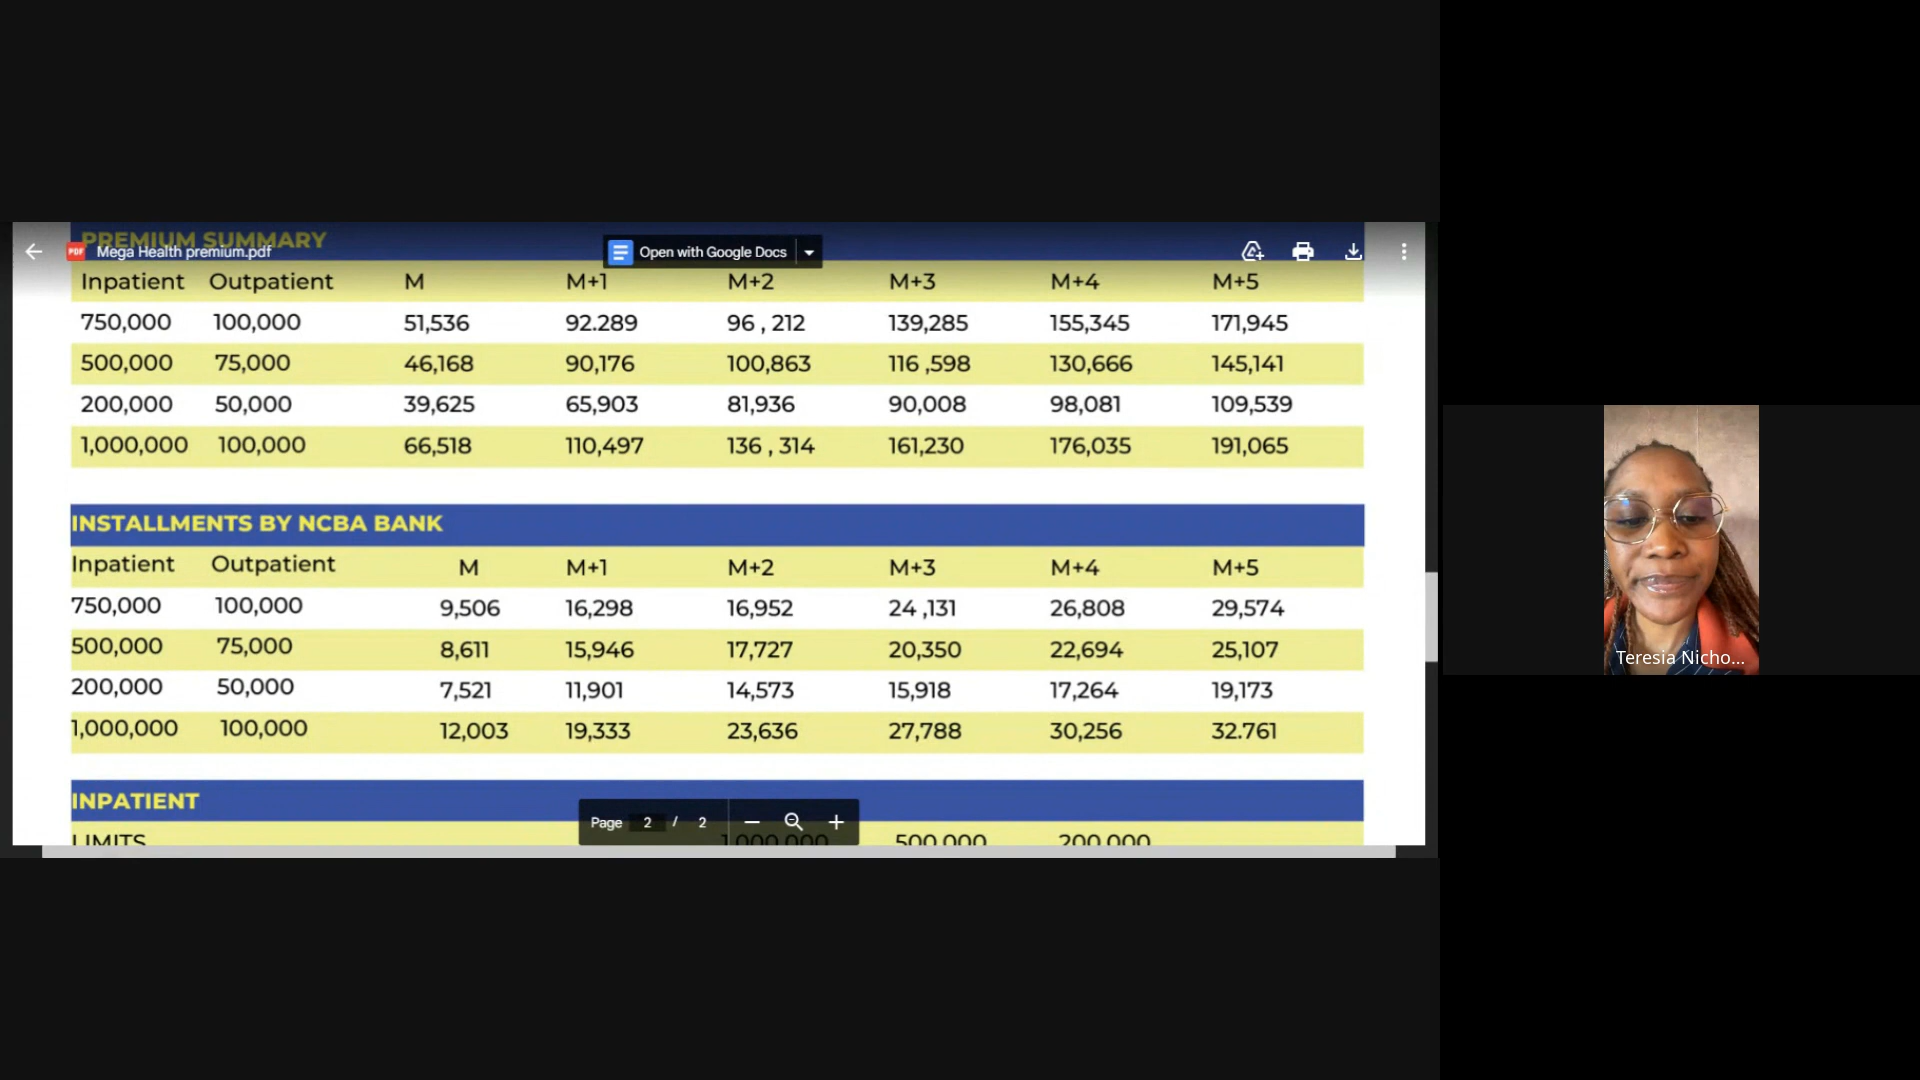 PREMIUM SUMMARY
Mega Health premium.pdf
Open with Google Docs
Inpatient Outpatient M M+1 M+2 M+3 M+4 M+5
750,000 100,000 51,536 92.289 96 , 212 139,285 155,345 171,945
500,000 75,000 46,168 90,176 100,863 116 ,598 130,666 145,141
200,000 50,000 39,625 65,903 81,936 90,008 98,081 109,539
1,000,000 100,000 66,518 110,497 136 , 314 161,230 176,035 191,065
INSTALLMENTS BY NCBA BANK
Inpatient Outpatient M M+1 M+2 M+3 M+4 M+5
750,000 100,000 9,506 16,298 16,952 24 ,131 26,808 29,574
500,000 75,000 8,611 15,946 17,727 20,350 22,694 25,107
200,000 50,000 7,521 11,901 14,573 15,918 17,264 19,173
1,000,000 100,000 12,003 19,333 23,636 27,788 30,256 32.761
INPATIENT
Page 2 / 2
LIMITS 1,000,000 500,000 200,000
Teresia Nicho...